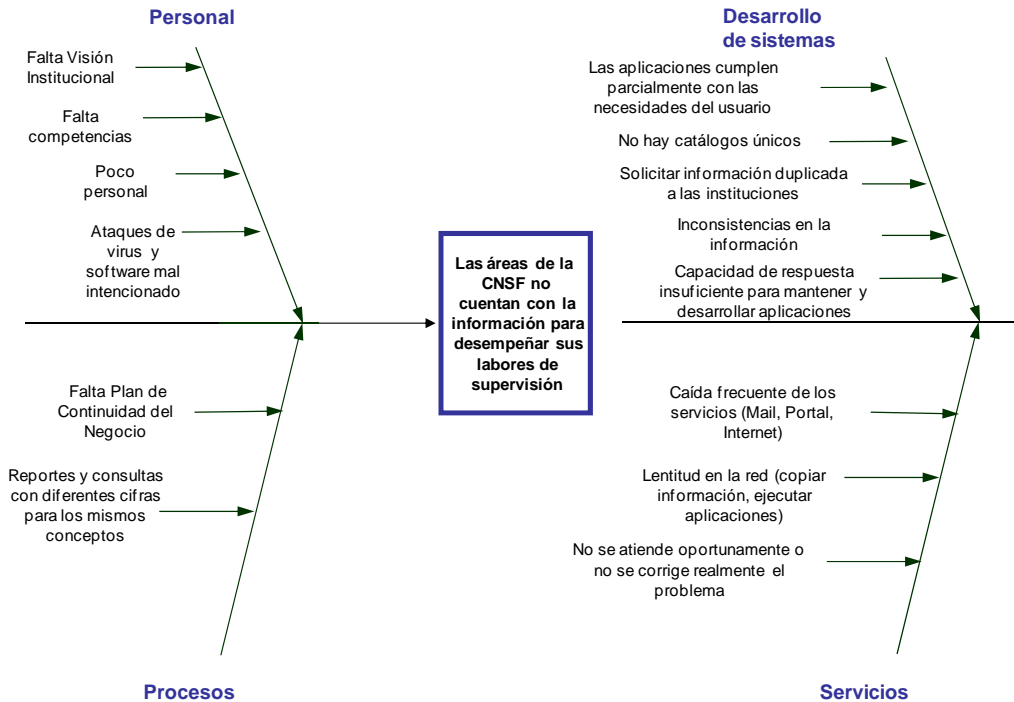 Personal
Falta Visión
Institucional
Falta
competencias
Poco
personal
Ataques de
virus y
software mal
intencionado
Falta Plan de
Continuidad del
Negocio
Reportes y consultas
con diferentes cifras
para los mismos
conceptos
Procesos
Las áreas de la
CNSF no
cuentan con la
información para
desempeñar sus
labores de
supervisión
Desarrollo
de sistemas
Las aplicaciones cumplen
parcialmente con las
necesidades del usuario
No hay catálogos únicos
Solicitar información duplicada
a las instituciones
Inconsistencias en la
información
Capacidad de respuesta
insuficiente para mantener y
desarrollar aplicaciones
Caída frecuente de los
servicios (Mail, Portal,
Internet)
Lentitud en la red (copiar
información, ejecutar
aplicaciones)
No se atiende oportunamente o
no se corrige realmente el
problema
Servicios